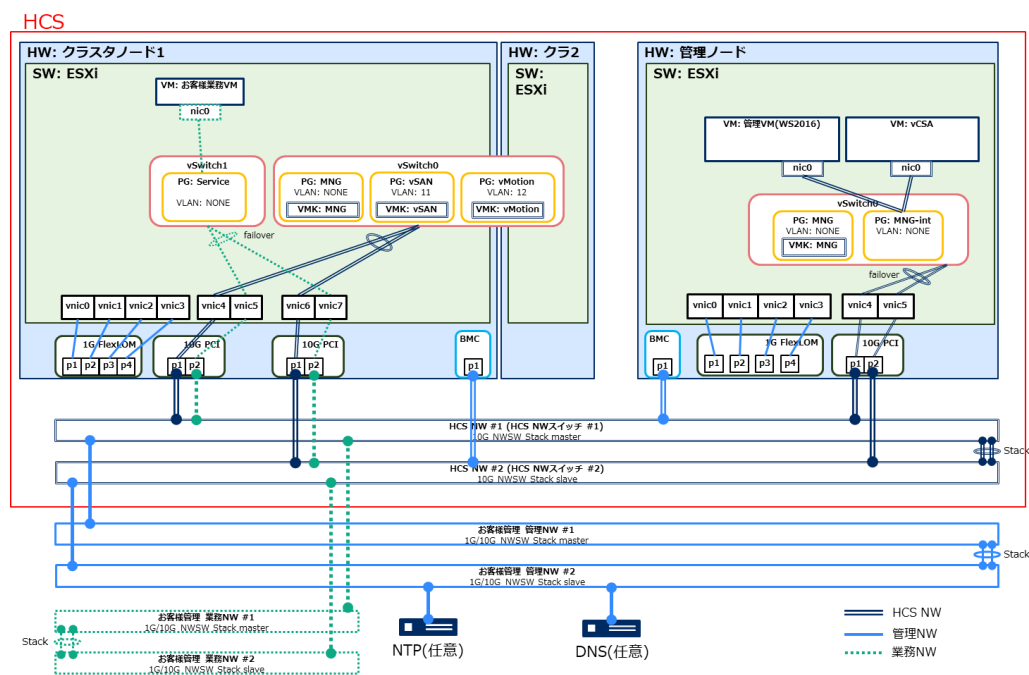 HCS
HW: クラスタノード1
SW: ESXi
VM: お客様業務VM
nic0
vSwitch1
PG: Service
VLAN: NONE
vSwitch0
PG: MNG
VLAN: NONE
VMK: MNG
PG: vSAN
VLAN: 11
VMK: vSAN
PG: vMotion
VLAN: 12
VMK: vMotion
failover
vnic0
vnic1
vnic2
vnic3
vnic4
vnic5
vnic6
vnic7
1G FlexLOM
p1
p2
p3
p4
10G PCI
p1
p2
10G PCI
p1
p2
BMC
p1
HW: クラ2
SW:
ESXi
HW: 管理ノード
SW: ESXi
VM: 管理VM(WS2016)
nic0
VM: vCSA
nic0
vSwitch0
PG: MNG
VLAN: NONE
VMK: MNG
PG: MNG-int
VLAN: NONE
failover
vnic0
vnic1
vnic2
vnic3
vnic4
vnic5
BMC
p1
1G FlexLOM
p1
p2
p3
p4
10G PCI
p1
p2
HCS NW #1 (HCS NWスイッチ #1)
10G NWSW Stack master
Stack
HCS NW #2 (HCS NWスイッチ #2)
10G NWSW Stack slave
お客様管理 管理NW #1
1G/10G NWSW Stack master
Stack
お客様管理 管理NW #2
1G/10G NWSW Stack slave
お客様管理 業務NW #1
1G/10G NWSW Stack master
Stack
お客様管理 業務NW #2
1G/10G NWSW Stack slave
NTP(任意)
DNS(任意)
HCS NW
管理NW
業務NW